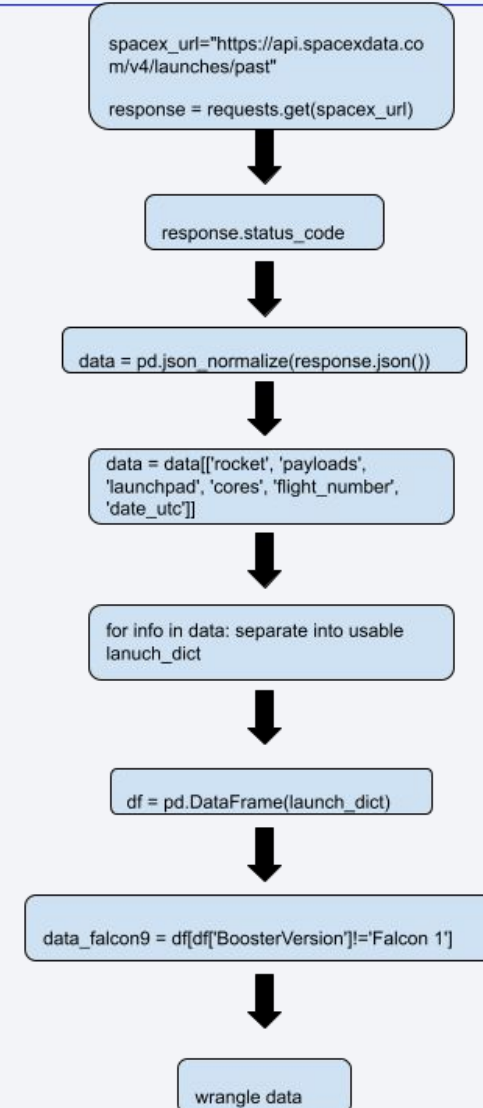 spacex_url="https://api.spacexdata.co
m/v4/launches/past"
response = requests.get(spacex_url)
response.status_code
data = pd.json_normalize(response.json())
data = data[['rocket', 'payloads',
'launchpad', 'cores', 'flight_number',
'date_utc']]
for info in data: separate into usable
lanuch_dict
df = pd.DataFrame(launch_dict)
data_falcon9 = df[df['BoosterVersion']!='Falcon 1']
wrangle data